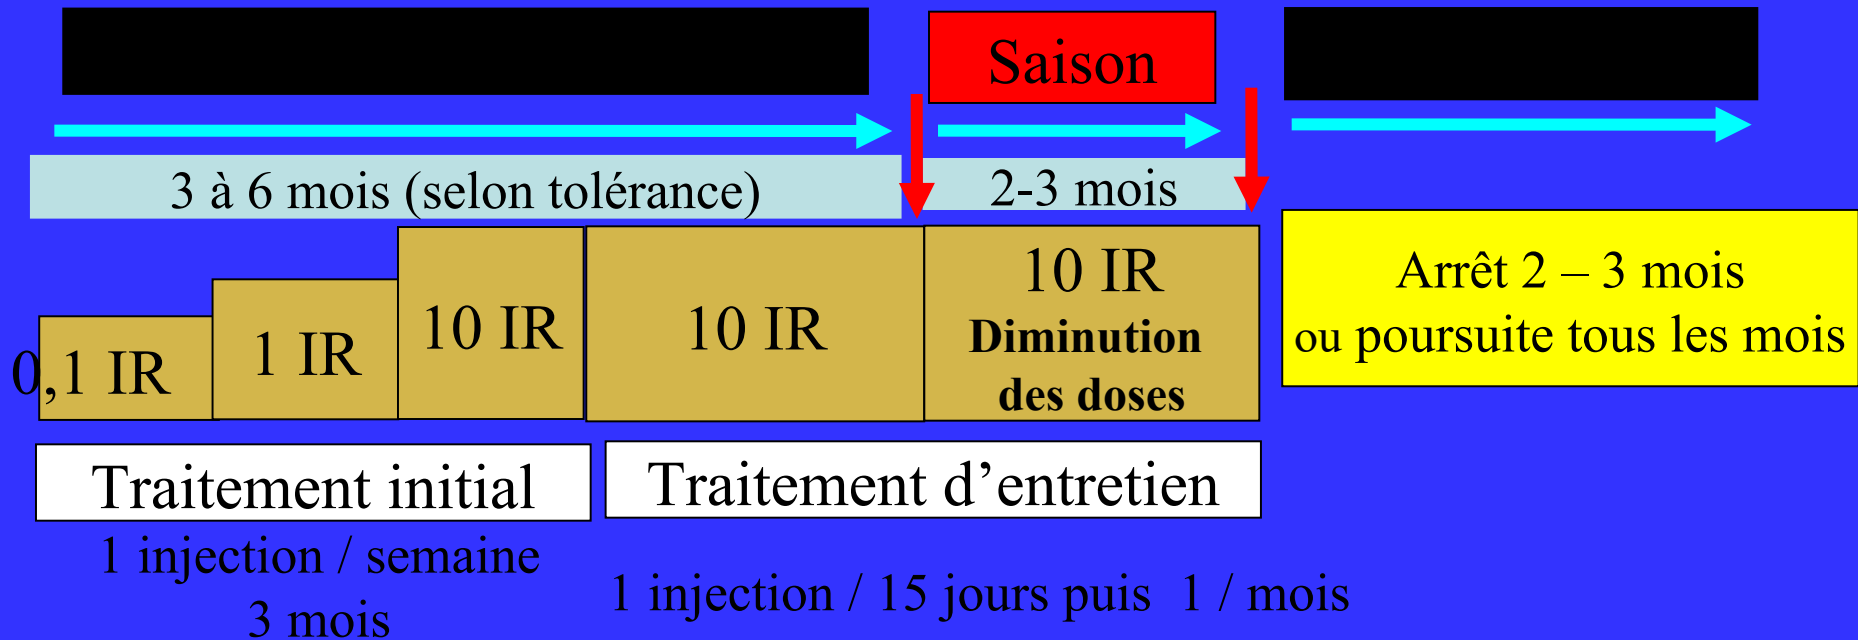 Saison
3 à 6 mois (selon tolérance)
2-3 mois
0,1 IR
1 IR
10 IR
10 IR
10 IR
Diminution
des doses
Arrêt 2 – 3 mois
ou poursuite tous les mois
Traitement initial
Traitement d’entretien
1 injection / semaine
3 mois
1 injection / 15 jours puis 1 / mois